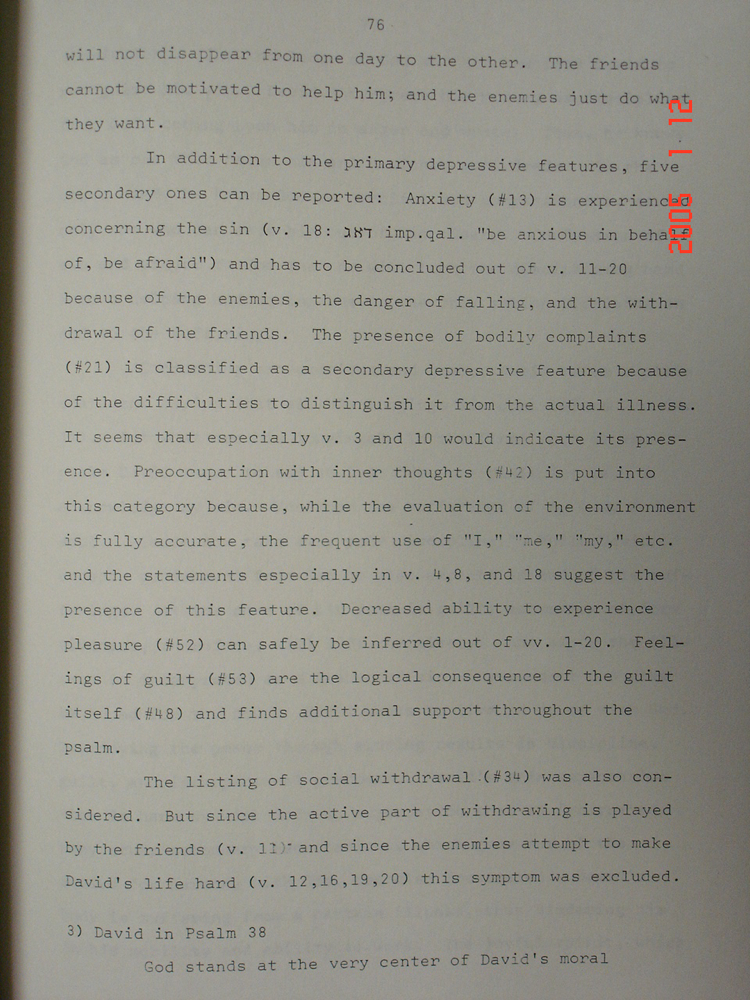 76
will not disappear from one day to the other. The friends
cannot be motivated to help him; and the enemies just do what
they want.
In addition to the primary depressive features, five
secondary ones can be reported: Anxiety (#13) is experienced
concerning the sin (v. 18: דאג imp.qal. "be anxious in behalf
of, be afraid") and has to be concluded out of v. 11-20
because of the enemies, the danger of falling, and the with-
drawal of the friends. The presence of bodily complaints
(#21) is classified as a secondary depressive feature because
of the difficulties to distinguish it from the actual illness.
It seems that especially v. 3 and 10 would indicate its pres-
ence. Preoccupation with inner thoughts (#42) is put into
this category because, while the evaluation of the environment
is fully accurate, the frequent use of "I," "me," "my," etc.
and the statements especially in v. 4,8, and 18 suggest the
presence of this feature. Decreased ability to experience
pleasure (#52) can safely be inferred out of vv. 1-20. Feel-
ings of guilt (#53) are the logical consequence of the guilt
itself (#48) and finds additional support throughout the
psalm.
The listing of social withdrawal (#34) was also con-
sidered. But since the active part of withdrawing is played
by the friends (v. 11) and since the enemies attempt to make
David's life hard (v. 12,16,19,20) this symptom was excluded.
3) David in Psalm 38
God stands at the very center of David's moral
2006 1 12